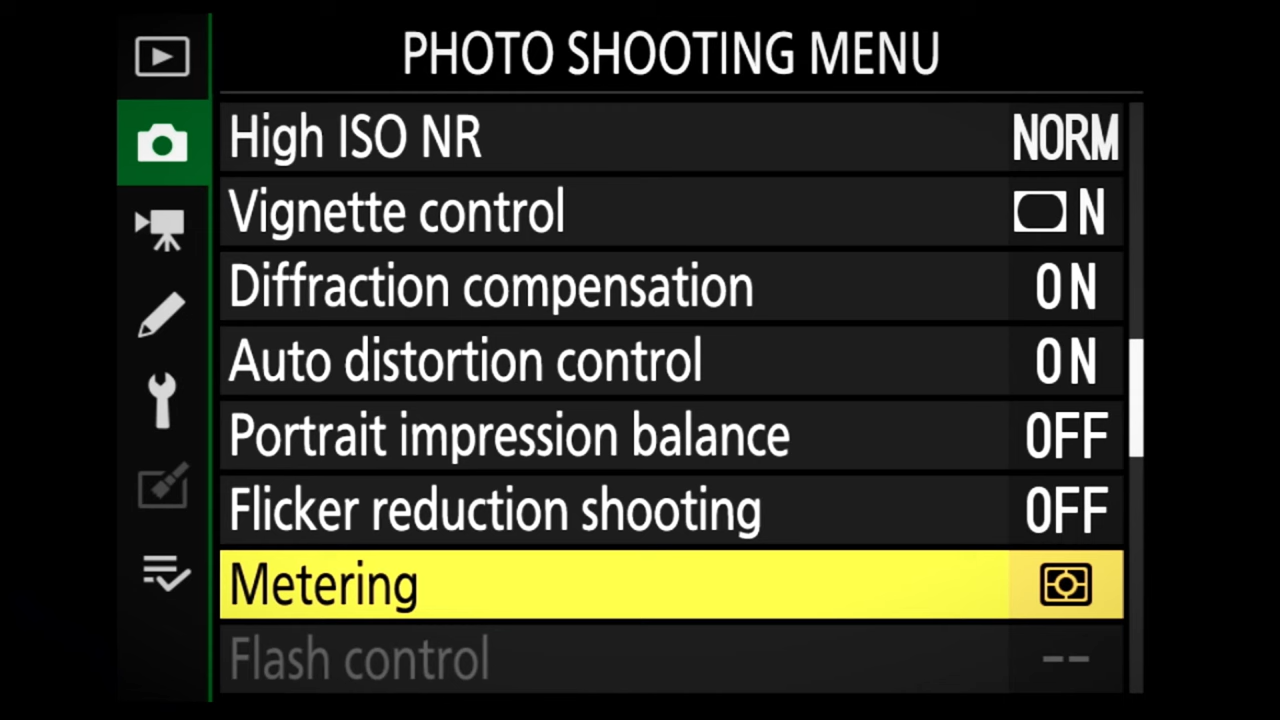 PHOTO SHOOTING MENU
High ISO NR NORM
Vignette control N
Diffraction compensation ON
Auto distortion control ON
Portrait impression balance OFF
Flicker reduction shooting OFF
Metering
Flash control --